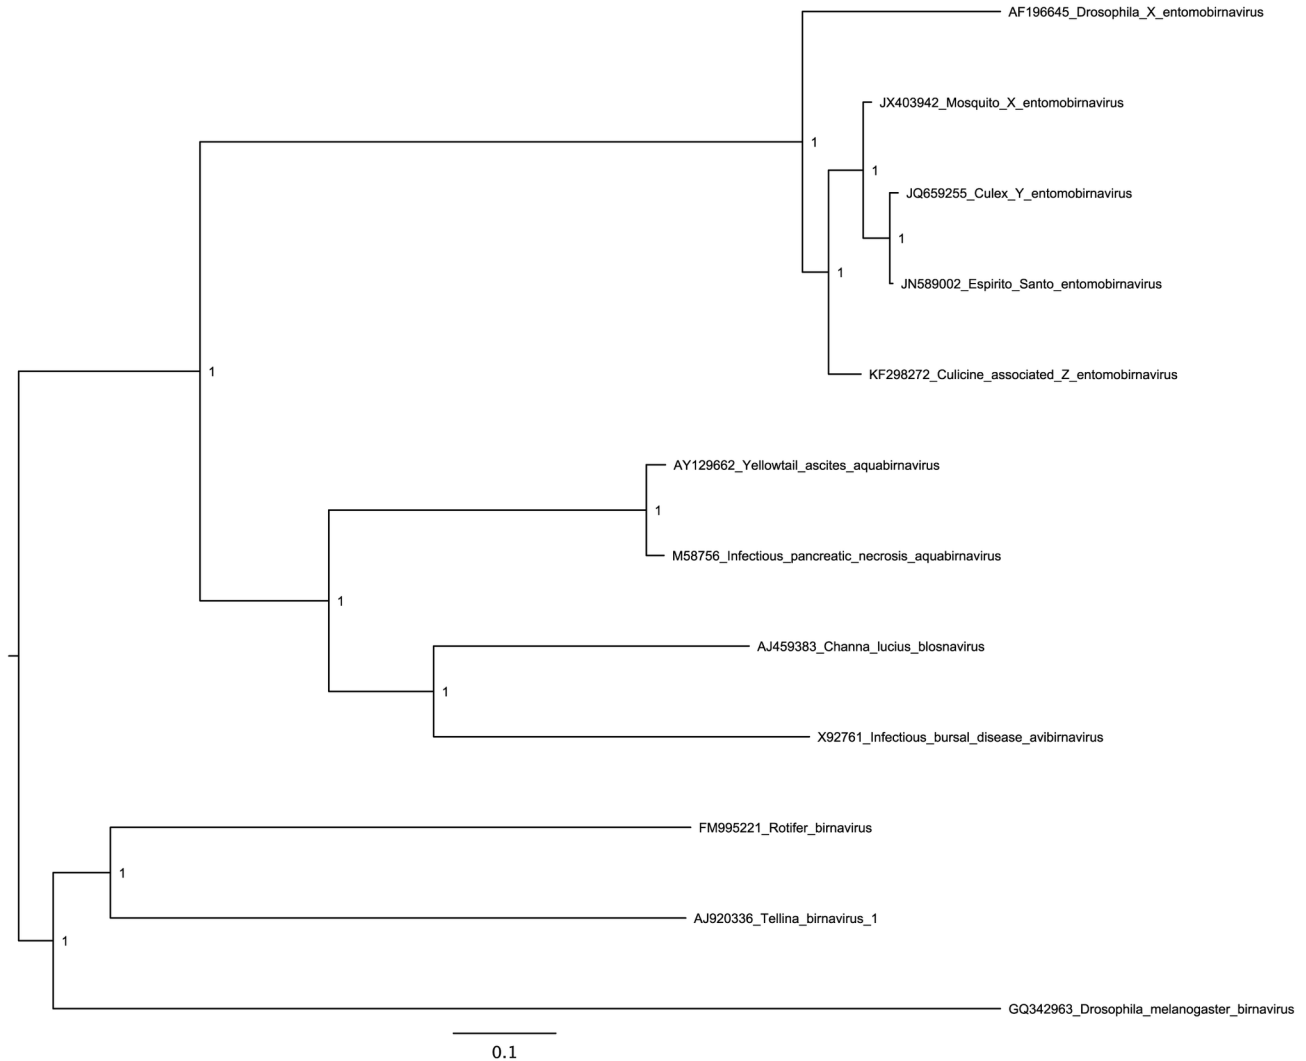 AF196645_Drosophila_X_entomobirnavirus
JX403942_Mosquito_X_entomobirnavirus
1
1
JQ659255_Culex_Y_entomobirnavirus
1
1
JN589002_Espirito_Santo_entomobirnavirus
1
KF298272_Culicine_associated_Z_entomobirnavirus
AY129662_Yellowtail_ascites_aquabirnavirus
1
M58756_Infectious_pancreatic_necrosis_aquabirnavirus
1
AJ459383_Channa_lucius_blosnavirus
1
X92761_Infectious_bursal_disease_avibirnavirus
FM995221_Rotifer_birnavirus
1
AJ920336_Tellina_birnavirus_1
1
GQ342963_Drosophila_melanogaster_birnavirus
0.1